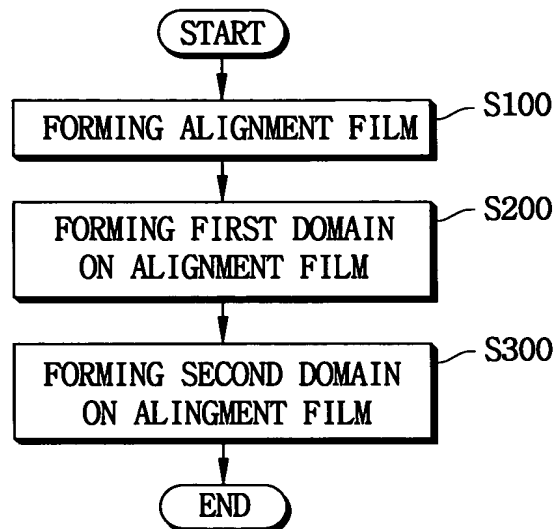 START
FORMING ALIGNMENT FILM
S100
FORMING FIRST DOMAIN
ON ALIGNMENT FILM
S200
FORMING SECOND DOMAIN
ON ALINGMENT FILM
S300
END